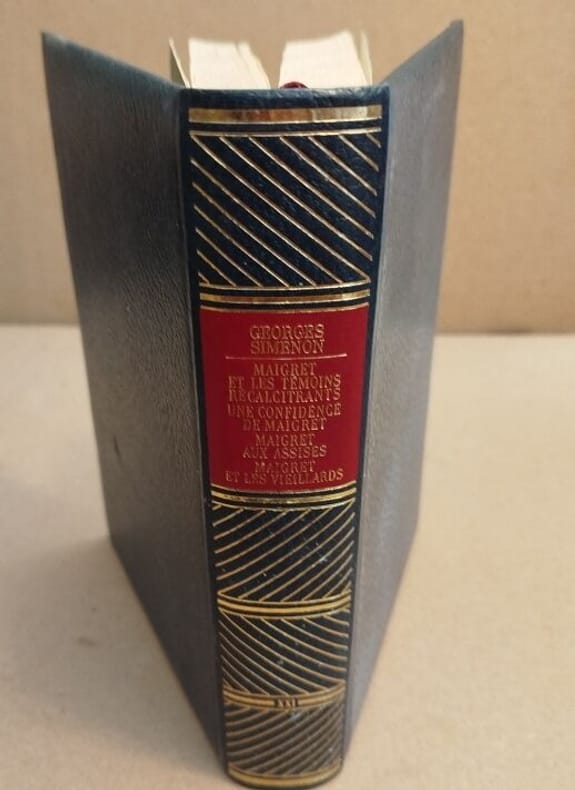 GEORGES
SIMENON
MAIGRET
ET LES TÉMOINS
RÉCALCITRANTS
UNE CONFIDENCE
DE MAIGRET
MAIGRET
AUX ASSISES
MAIGRET
ET LES VIEILLARDS
XXI